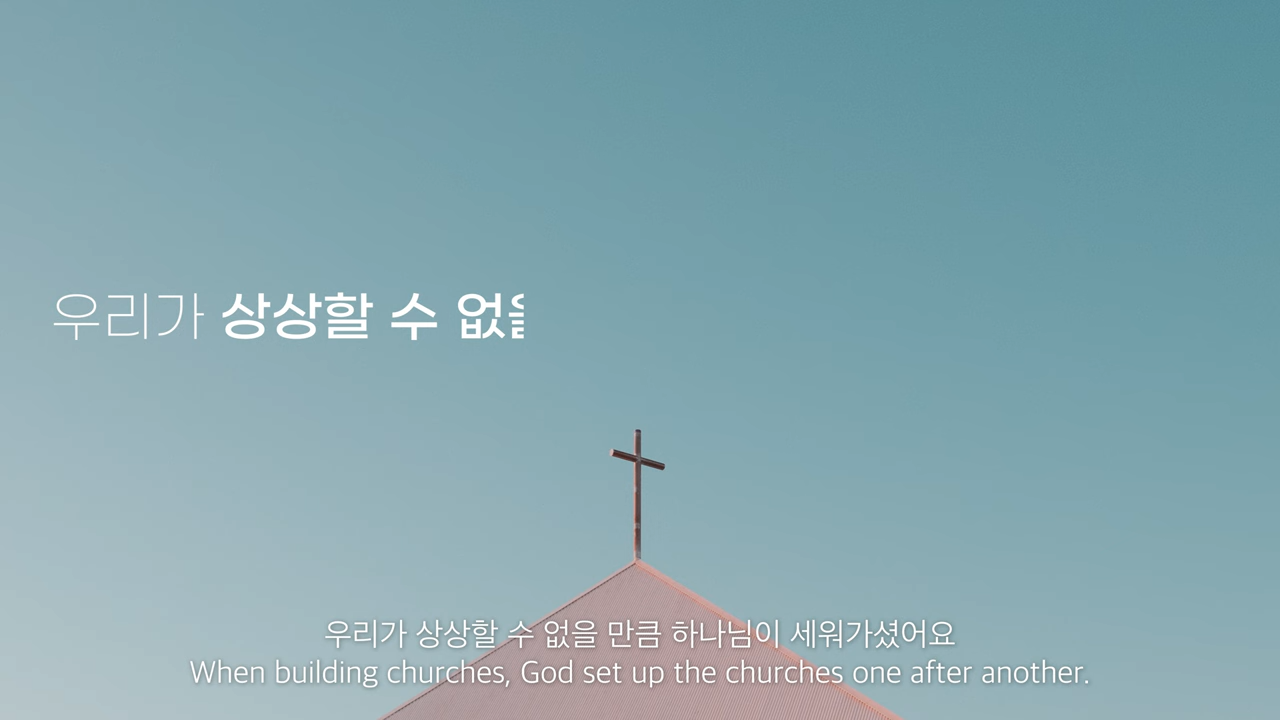 우리가 상상할 수 없
우리가 상상할 수 없을 만큼 하나님이 세워가셨어요
When building churches, God set up the churches one after another.